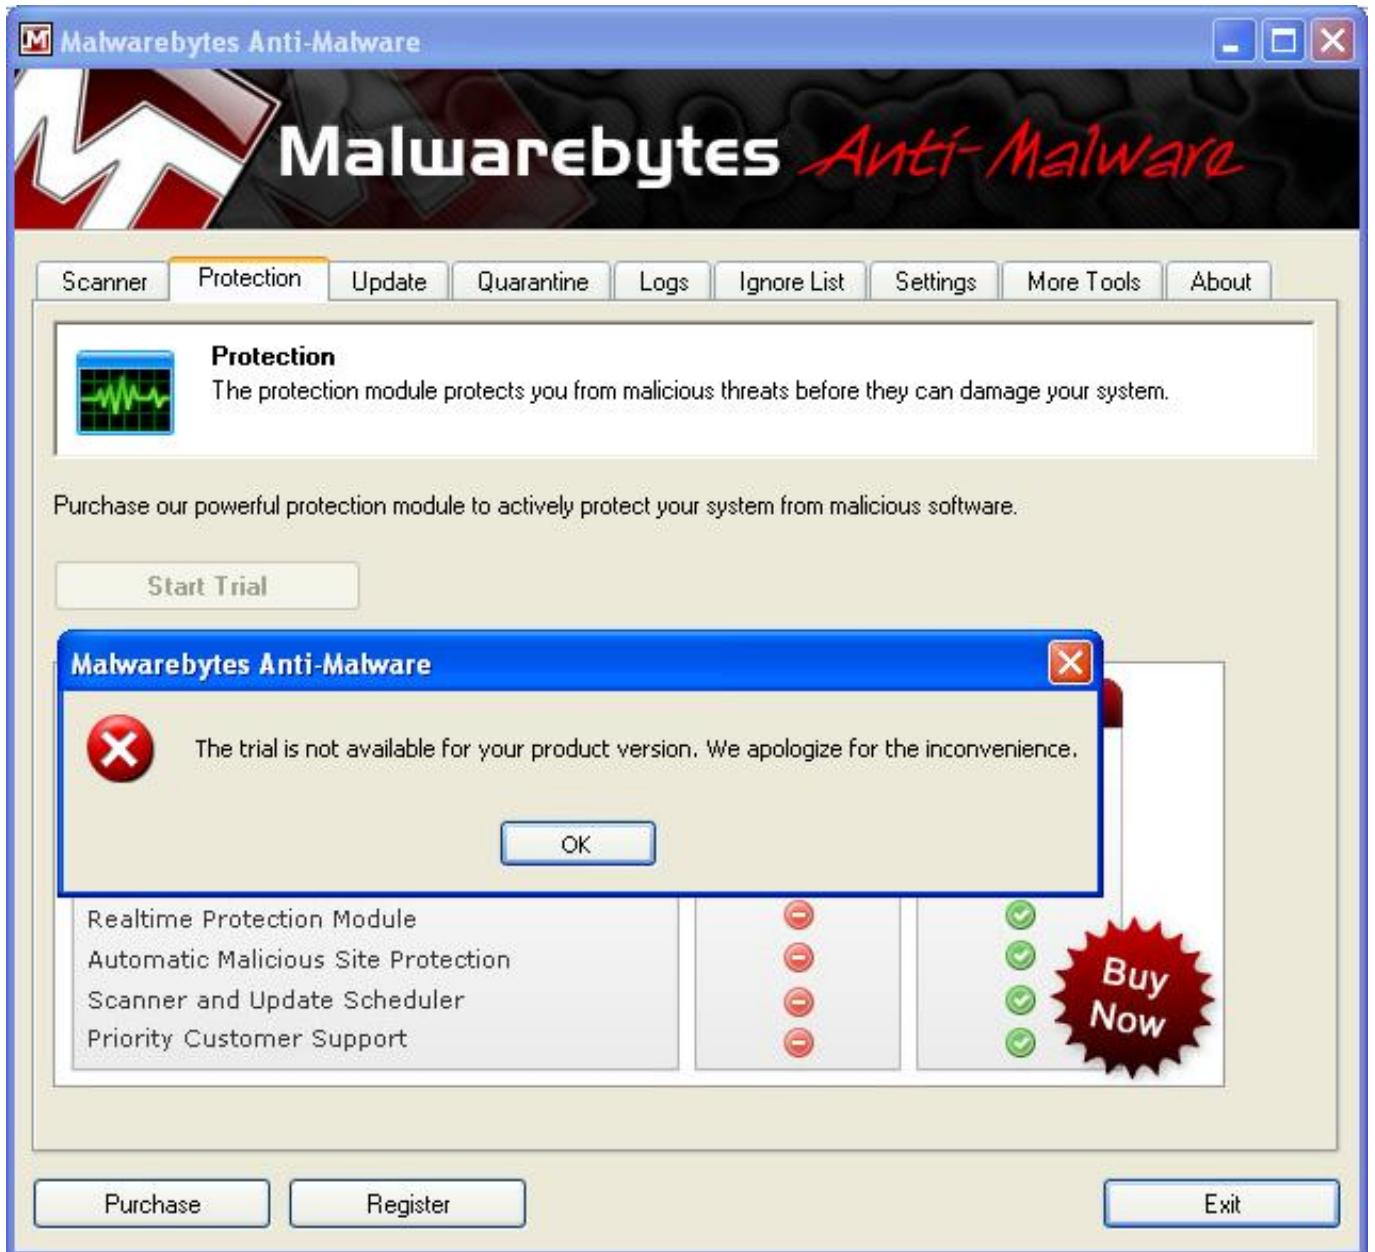 Malwarebytes Anti-Malware
Malwarebytes Anti-Malware
Scanner Protection Update Quarantine Logs Ignore List Settings More Tools About
Protection
The protection module protects you from malicious threats before they can damage your system.
Purchase our powerful protection module to actively protect your system from malicious software.
Start Trial
Malwarebytes Anti-Malware
The trial is not available for your product version. We apologize for the inconvenience.
OK
Realtime Protection Module
Automatic Malicious Site Protection
Scanner and Update Scheduler
Priority Customer Support
Buy
Now
Purchase Register Exit